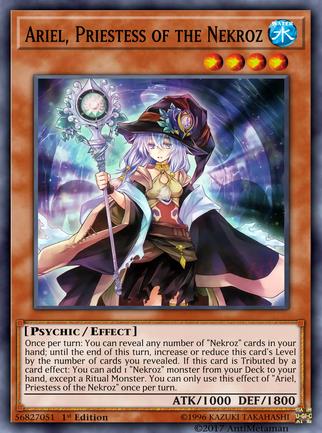 ARIEL, PRIESTESS OF THE NEKROZ
WATER
水
[PSYCHIC / EFFECT]
Once per turn: You can reveal any number of "Nekroz" cards in your
hand; until the end of this turn, increase or reduce this card's Level
by the number of cards you revealed. If this card is Tributed by
a card effect: You can add 1 "Nekroz" monster from your Deck to your
hand, except a Ritual Monster. You can only use this effect of "Ariel,
Priestess of the Nekroz" once per turn.
ATK/1000 DEF/1800
56827051 1st Edition ©1996 KAZUKI TAKAHASHI
©2017 AntiMetaman